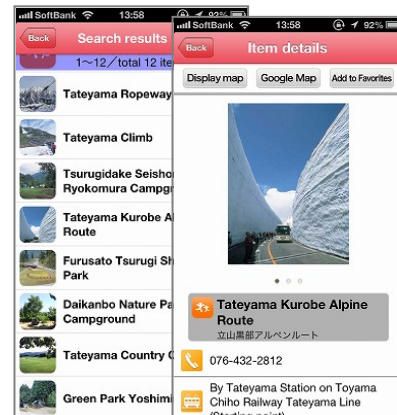 SoftBank 13:58 92%
Back Search results
1~12/total 12 ite
Tateyama Ropeway
Tateyama Climb
Tsurugidake Seisho
Ryokomura Campgr
Tateyama Kurobe Al
Route
Furusato Tsurugi Sh
Park
Daikanbo Nature Pa
Campground
Tateyama Country C
Green Park Yoshimi
SoftBank 13:58 92%
Back Item details
Display map Google Map Add to Favorites
Tateyama Kurobe Alpine
Route
立山黒部アルペンルート
076-432-2812
By Tateyama Station on Toyama
Chiho Railway Tateyama Line
(Starting point)